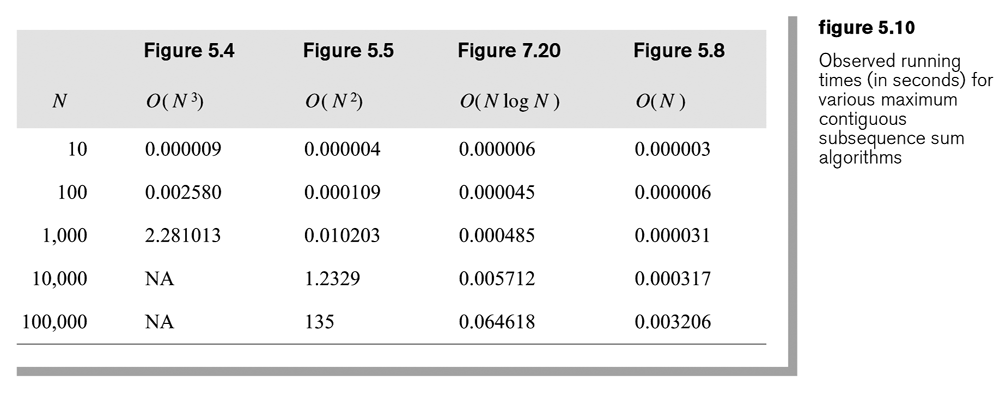 Figure 5.4 Figure 5.5 Figure 7.20 Figure 5.8
N O(N³) O(N²) O(N log N) O(N)
10 0.000009 0.000004 0.000006 0.000003
100 0.002580 0.000109 0.000045 0.000006
1,000 2.281013 0.010203 0.000485 0.000031
10,000 NA 1.2329 0.005712 0.000317
100,000 NA 135 0.064618 0.003206
figure 5.10
Observed running
times (in seconds) for
various maximum
contiguous
subsequence sum
algorithms